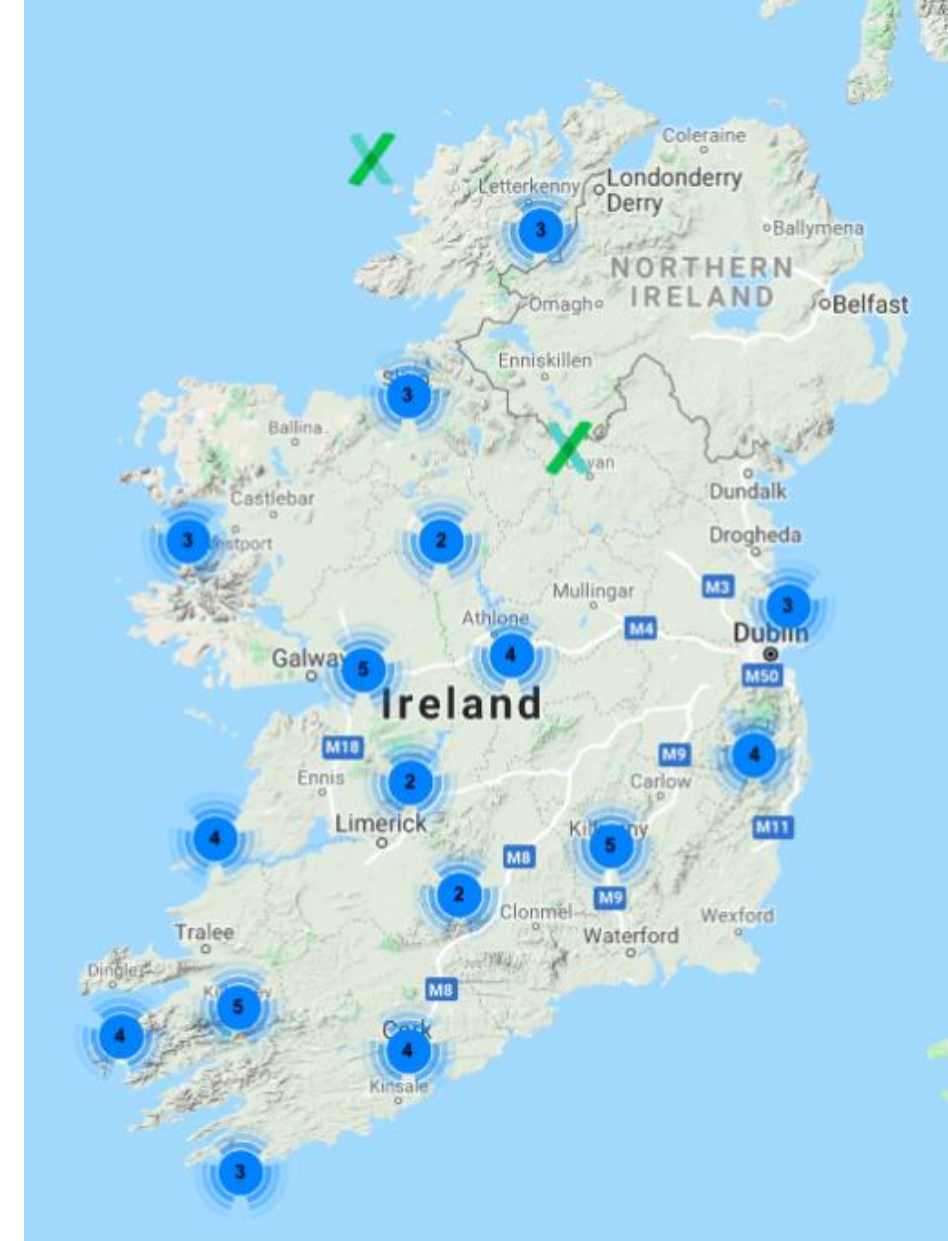 Coleraine
Letterkenny
Londonderry
Derry
3
Ballymena
NORTHERN
IRELAND
Omagh
Belfast
Enniskillen
3
Ballina
Dundalk
Castlebar
Drogheda
3
2
Mullingar
M3
3
Athlone
M4
Dublin
Galway
5
4
M50
Ireland
M18
M9
4
Ennis
2
Carlow
Limerick
M11
4
5
M8
2
M9
Clonmel
Wexford
Tralee
Waterford
Dingle
M8
5
4
Cork
4
Kinsale
3